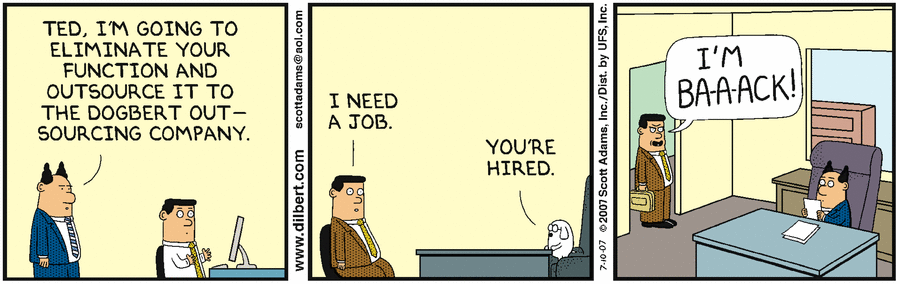 TED, I'M GOING TO
ELIMINATE YOUR
FUNCTION AND
OUTSOURCE IT TO
THE DOGBERT OUT-
SOURCING COMPANY.
www.dilbert.com scottadams@aol.com
I NEED
A JOB.
YOU'RE
HIRED.
7-10-07 ©2007 Scott Adams, Inc./Dist. by UFS, Inc.
I'M
BA-A-ACK!